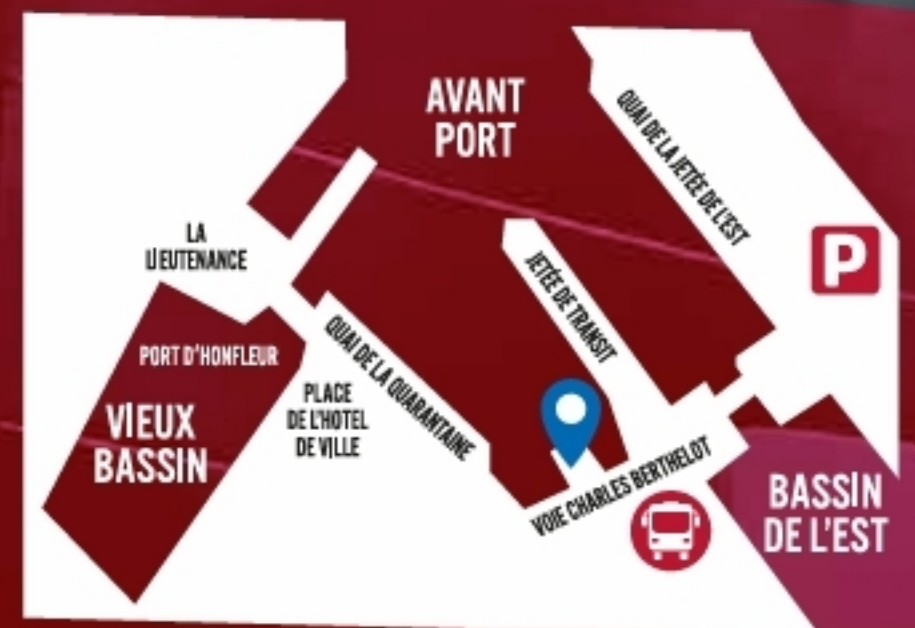 AVANT
PORT
QUAI DE LA JETÉE DE L'EST
P
LA
LIEUTENANCE
JETÉE DE TRANSIT
PORT D'HONFLEUR
QUAI DE LA QUARANTAINE
PLACE
DE L'HOTEL
DE VILLE
VIEUX
BASSIN
VOIE CHARLES BERTHELOT
BASSIN
DE L'EST